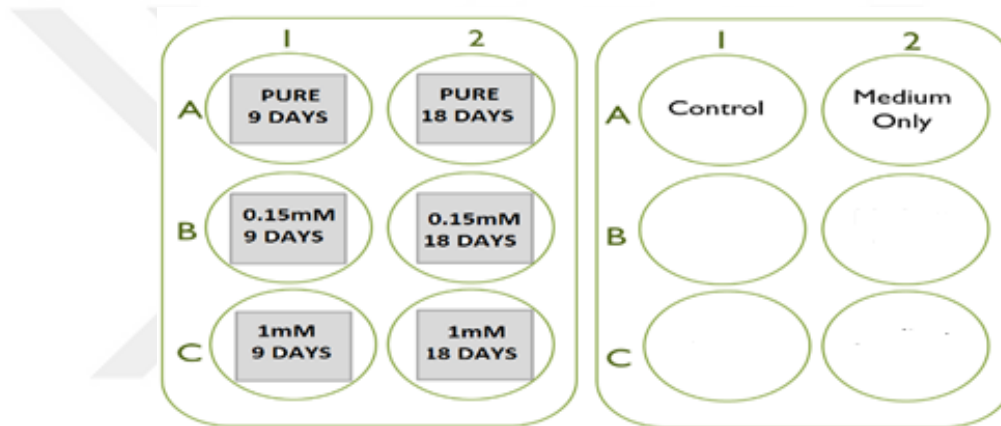 1 2
A PURE
9 DAYS PURE
18 DAYS
B 0.15mM
9 DAYS 0.15mM
18 DAYS
C 1mM
9 DAYS 1mM
18 DAYS
1 2
A Control Medium
Only
B
C